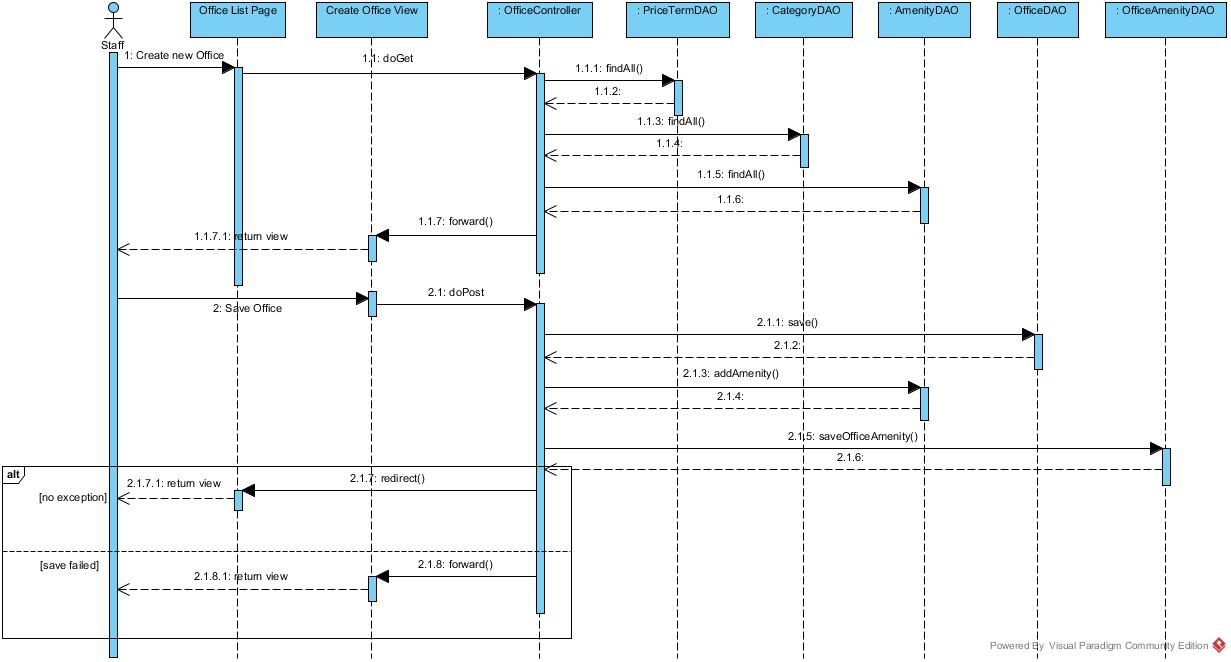 Staff
Office List Page
Create Office View
: OfficeController
: PriceTermDAO
: CategoryDAO
: AmenityDAO
: OfficeDAO
: OfficeAmenityDAO
1: Create new Office
1.1: doGet
1.1.1: findAll()
1.1.2:
1.1.3: findAll()
1.1.4:
1.1.5: findAll()
1.1.6:
1.1.7: forward()
1.1.7.1: return view
2: Save Office
2.1: doPost
2.1.1: save()
2.1.2:
2.1.3: addAmenity()
2.1.4:
2.1.5: saveOfficeAmenity()
2.1.6:
alt
2.1.7: redirect()
2.1.7.1: return view
[no exception]
[save failed]
2.1.8: forward()
2.1.8.1: return view
Powered By Visual Paradigm Community Edition